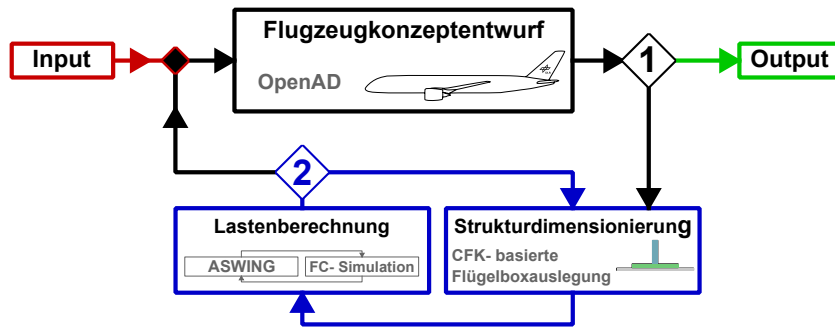 Flugzeugkonzeptentwurf
Input
1
Output
OpenAD
2
Lastenberechnung
Strukturdimensionierung
ASWING
FC- Simulation
CFK- basierte
Flügelboxauslegung